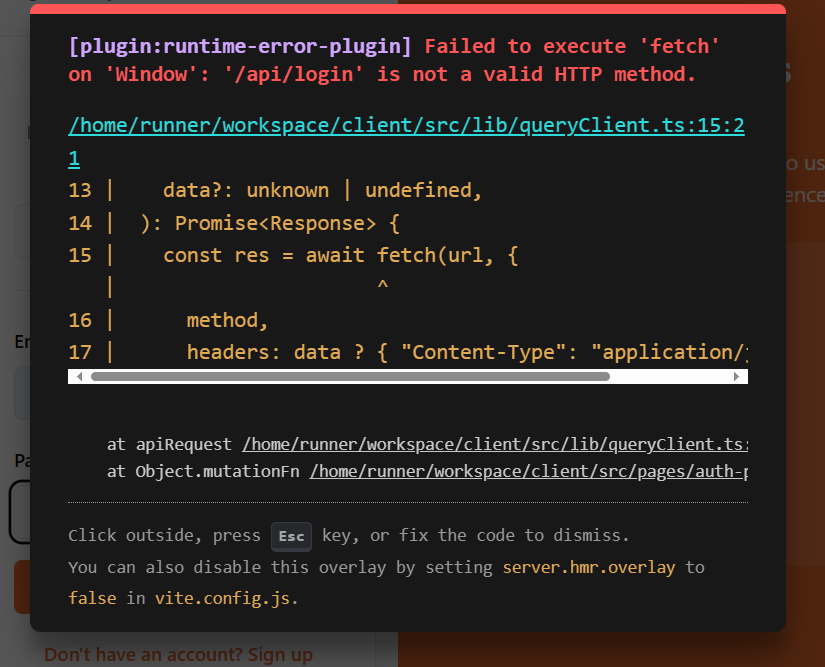 [plugin:runtime-error-plugin] Failed to execute 'fetch'
on 'Window': '/api/login' is not a valid HTTP method.
/home/runner/workspace/client/src/lib/queryClient.ts:15:2
1
13 |    data?: unknown | undefined,
14 |  ): Promise<Response> {
15 |    const res = await fetch(url, {
   |                      ^
16 |      method,
17 |      headers: data ? { "Content-Type": "application/
at apiRequest /home/runner/workspace/client/src/lib/queryClient.ts:
at Object.mutationFn /home/runner/workspace/client/src/pages/auth-p
Click outside, press Esc key, or fix the code to dismiss.
You can also disable this overlay by setting server.hmr.overlay to
false in vite.config.js.
Don't have an account? Sign up